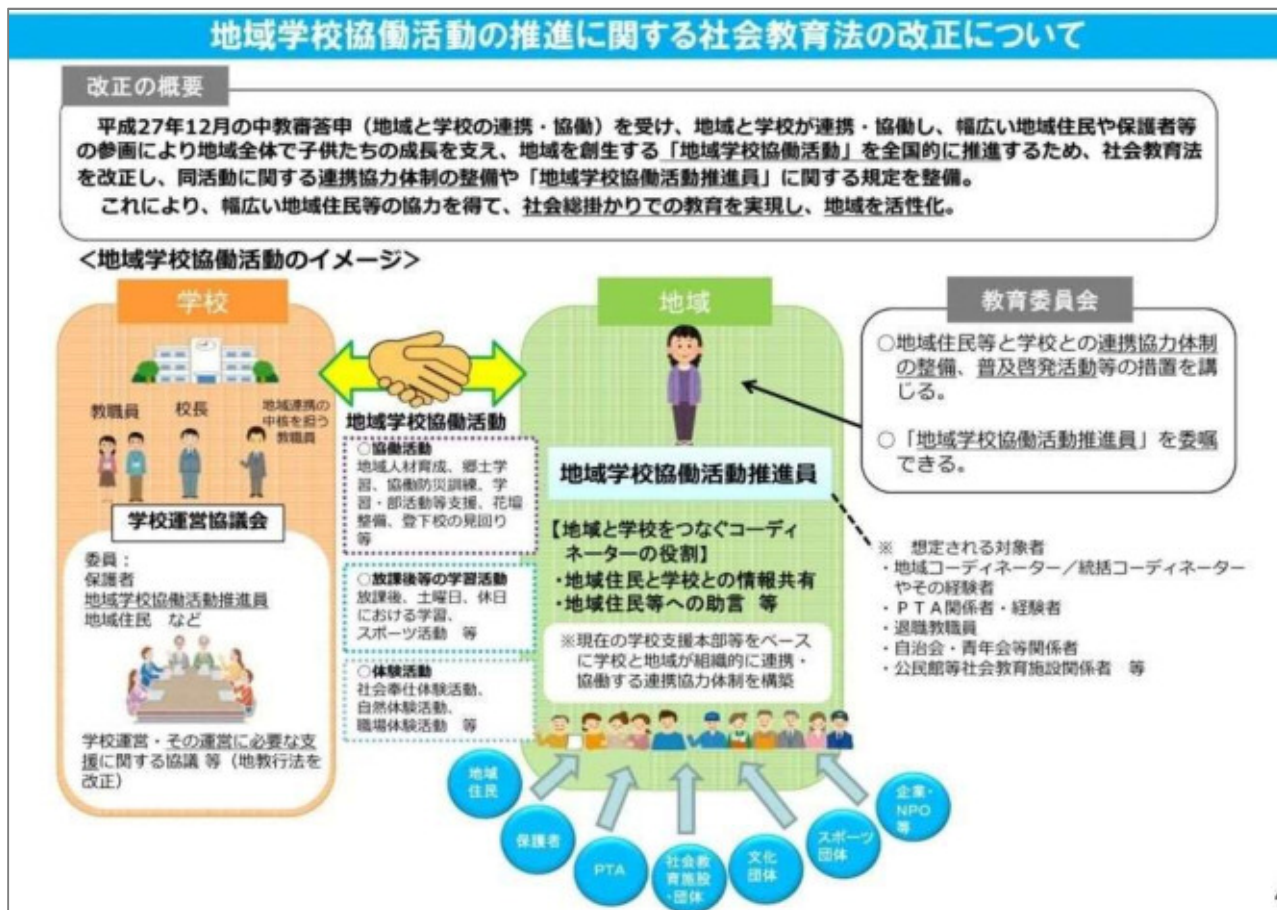 地域学校協働活動の推進に関する社会教育法の改正について
改正の概要
平成27年12月の中教審答申（地域と学校の連携・協働）を受け、地域と学校が連携・協働し、幅広い地域住民や保護者等
の参画により地域全体で子供たちの成長を支え、地域を創生する「地域学校協働活動」を全国的に推進するため、社会教育法
を改正し、同活動に関する連携協力体制の整備や「地域学校協働活動推進員」に関する規定を整備。
これにより、幅広い地域住民等の協力を得て、社会総掛かりでの教育を実現し、地域を活性化。
＜地域学校協働活動のイメージ＞
学校
教職員
校長
地域連携の
中核を担う
教職員
学校運営協議会
委員：
保護者
地域学校協働活動推進員
地域住民　など
学校運営・その運営に必要な支
援に関する協議 等（地教行法を
改正）
地域学校協働活動
○協働活動
地域人材育成、郷土学
習、協働防災訓練、学
習・部活動等支援、花壇
整備、登下校の見回り
等
○放課後等の学習活動
放課後、土曜日、休日
における学習、
スポーツ活動　等
○体験活動
社会奉仕体験活動、
自然体験活動、
職場体験活動　等
地域
地域学校協働活動推進員
【地域と学校をつなぐコーディ
ネーターの役割】
・地域住民と学校との情報共有
・地域住民等への助言 等
※現在の学校支援本部等をベース
に学校と地域が組織的に連携・
協働する連携協力体制を構築
地域
住民
保護者
PTA
社会教
育施設
・団体
文化
団体
スポーツ
団体
企業・
NPO
等
教育委員会
○地域住民等と学校との連携協力体制
の整備、普及啓発活動等の措置を講
じる。
○「地域学校協働活動推進員」を委嘱
できる。
※　想定される対象者
・地域コーディネーター／統括コーディネーター
やその経験者
・ＰＴＡ関係者・経験者
・退職教職員
・自治会・青年会等関係者
・公民館等社会教育施設関係者　等